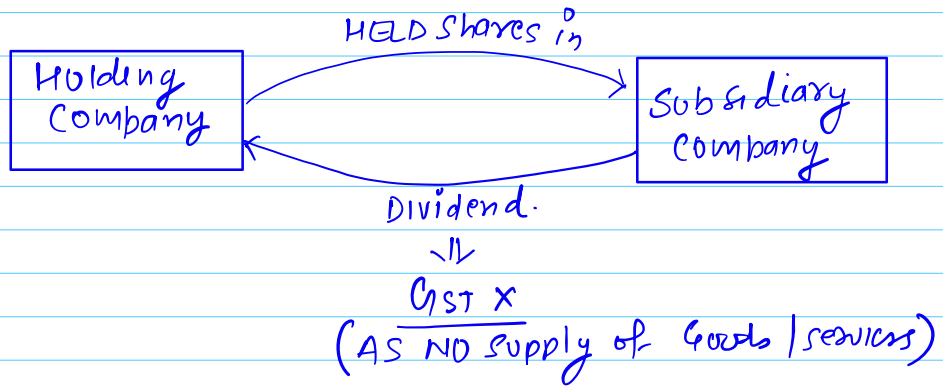 HELD Shares in
Holding
Company
Subsidiary
Company
Dividend.
GST X
(AS NO Supply of Goods / services)